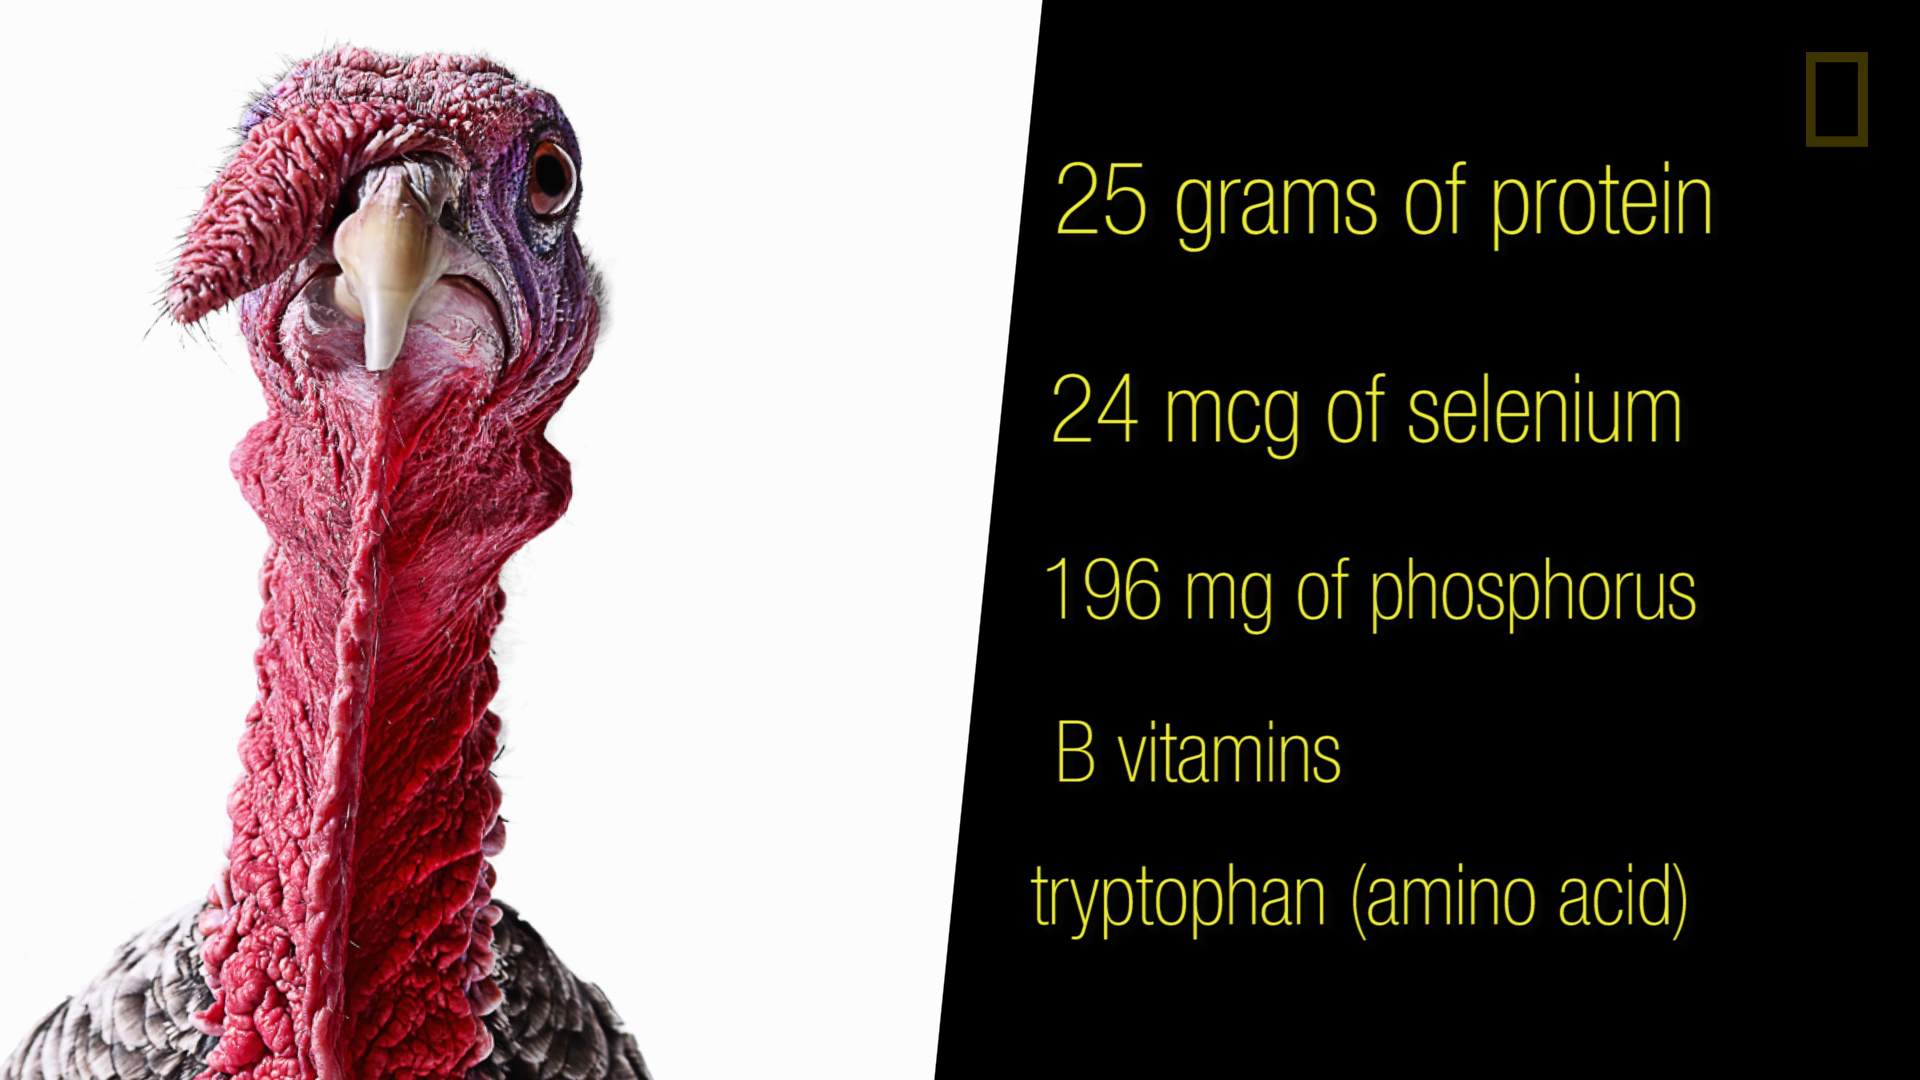 25 grams of protein
24 mcg of selenium
196 mg of phosphorus
B vitamins
tryptophan (amino acid)